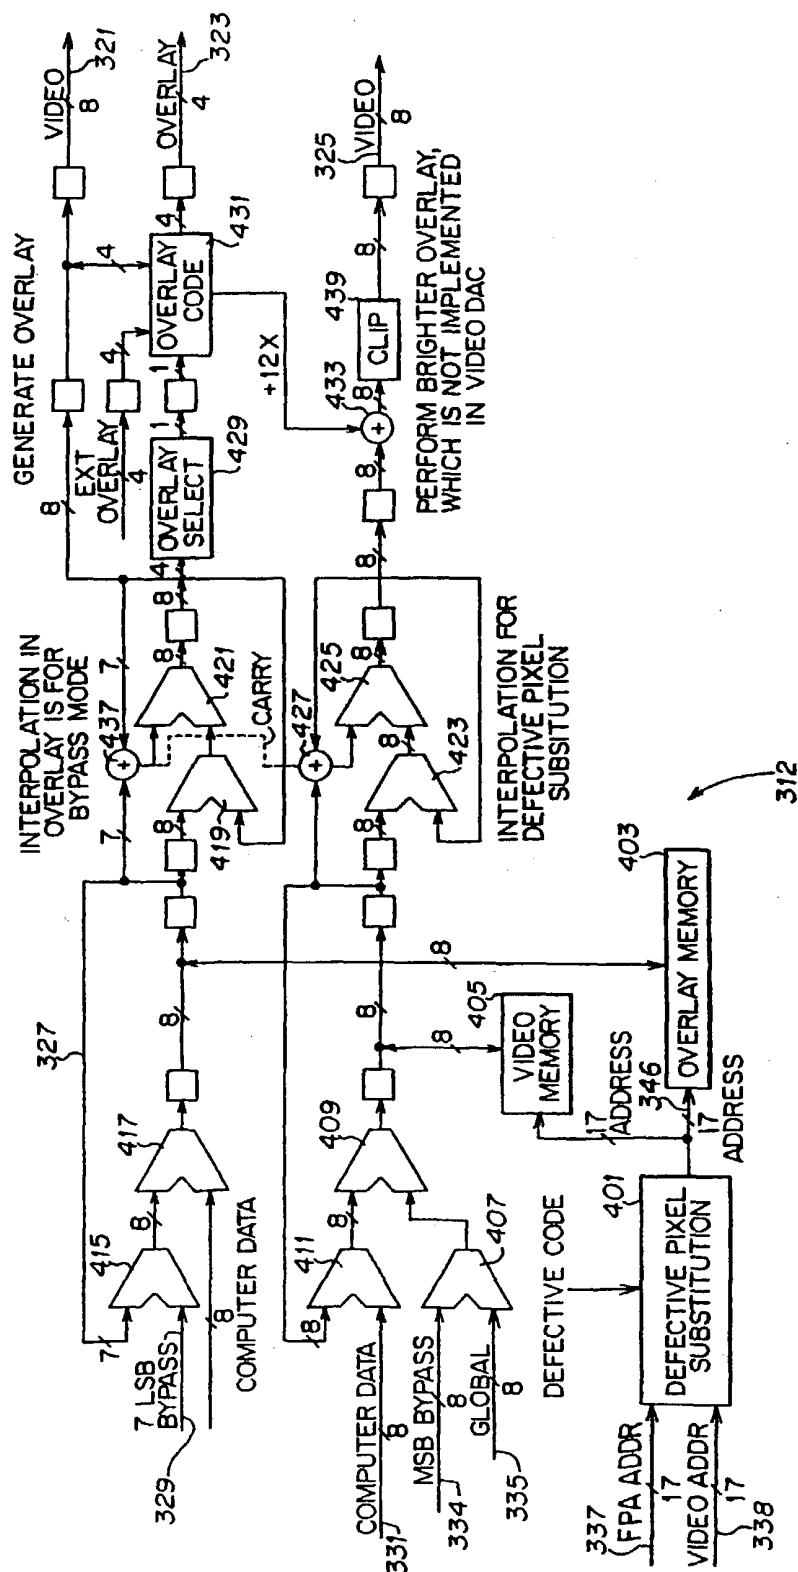 GENERATE OVERLAY
VIDEO
8
321
OVERLAY
4
323
8
EXT
OVERLAY
4
4
4
4
OVERLAY
CODE
431
1
1
OVERLAY
SELECT
429
4
8
+12X
INTERPOLATION IN
OVERLAY IS FOR
BYPASS MODE
7
437
7
8
421
CARRY
419
8
327
8
417
8
415
7
7 LSB
BYPASS
329
8
COMPUTER DATA
325
VIDEO
8
8
439
CLIP
8
433
8
8
PERFORM BRIGHTER OVERLAY,
WHICH IS NOT IMPLEMENTED
IN VIDEO DAC
8
425
427
8
423
8
INTERPOLATION FOR
DEFECTIVE PIXEL
SUBSITUTION
8
8
8
405
VIDEO
MEMORY
409
8
411
8
407
COMPUTER DATA
8
331
MSB BYPASS
8
334
GLOBAL
8
335
312
403
OVERLAY MEMORY
346
17
ADDRESS
17
ADDRESS
DEFECTIVE CODE
401
DEFECTIVE PIXEL
SUBSTITUTION
337
FPA ADDR
17
VIDEO ADDR
17
338